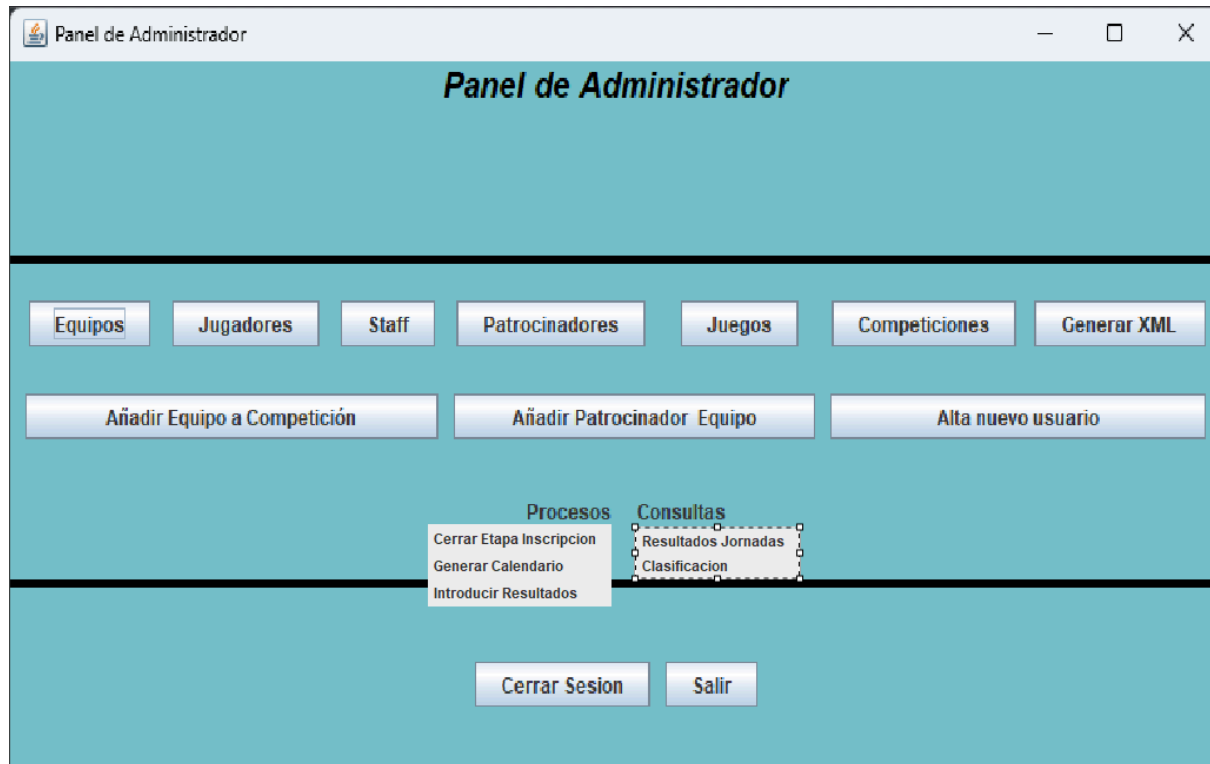 Panel de Administrador
Panel de Administrador
Equipos Jugadores Staff Patrocinadores Juegos Competiciones Generar XML
Añadir Equipo a Competición Añadir Patrocinador Equipo Alta nuevo usuario
Procesos Consultas
Cerrar Etapa Inscripcion Resultados Jornadas
Generar Calendario Clasificacion
Introducir Resultados
Cerrar Sesion Salir